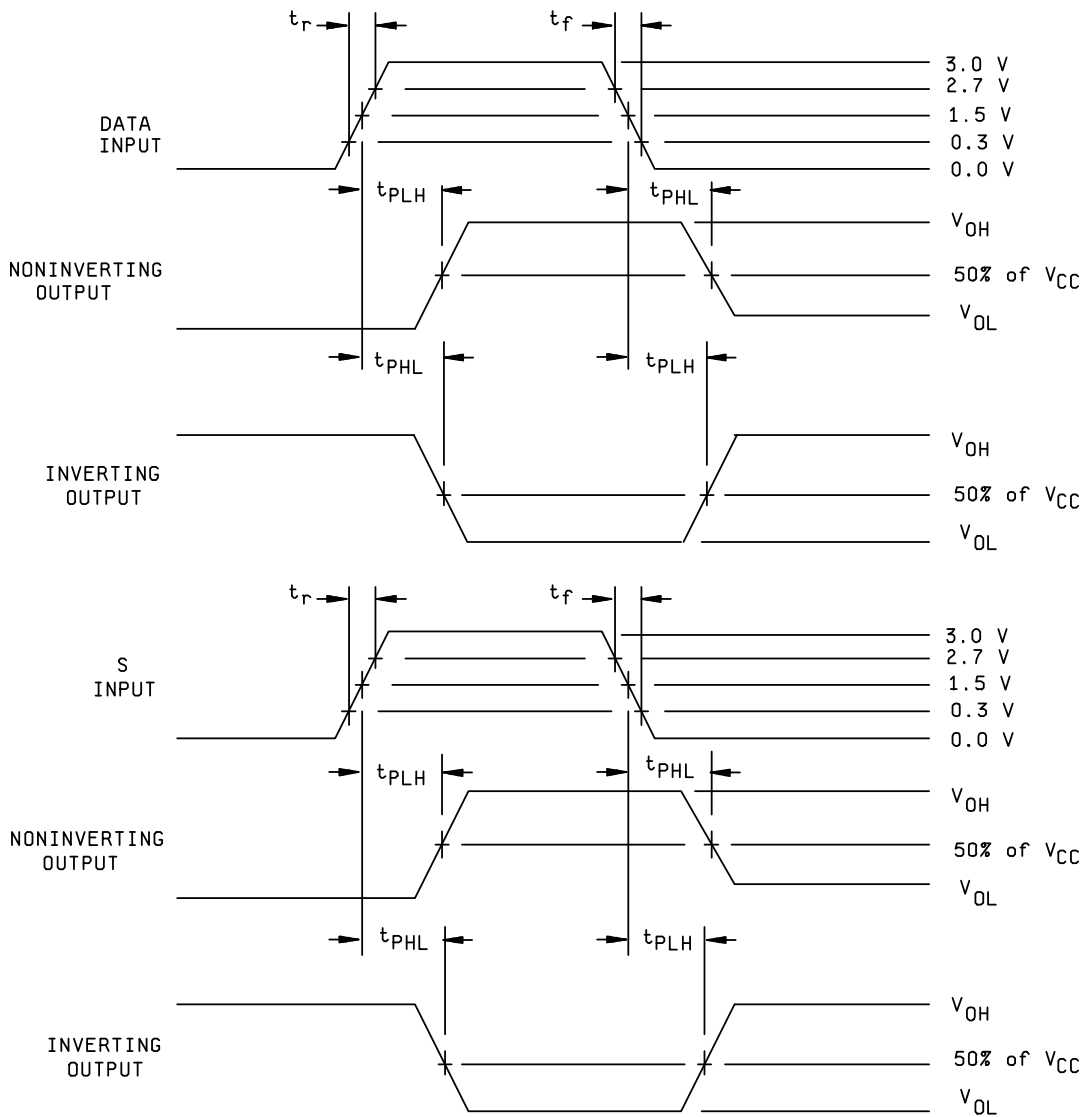 tr
tf
3.0 V
2.7 V
1.5 V
0.3 V
0.0 V
DATA
INPUT
tPLH
tPHL
VOH
NONINVERTING
OUTPUT
50% of VCC
VOL
tPHL
tPLH
VOH
INVERTING
OUTPUT
50% of VCC
VOL
tr
tf
3.0 V
2.7 V
1.5 V
0.3 V
0.0 V
S
INPUT
tPLH
tPHL
VOH
NONINVERTING
OUTPUT
50% of VCC
VOL
tPHL
tPLH
VOH
INVERTING
OUTPUT
50% of VCC
VOL